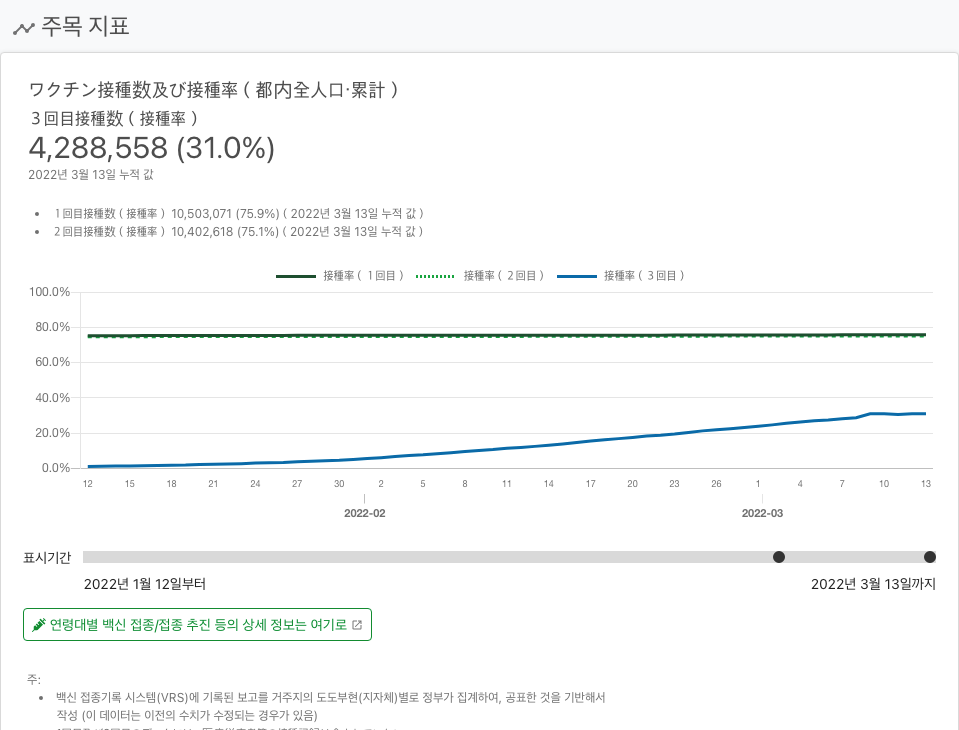 주목 지표
ワクチン接種数及び接種率 ( 都内全人口·累計 )
３回目接種数 ( 接種率 )
4,288,558 (31.0%)
2022년 3월 13일 누적 값
• １回目接種数 ( 接種率 ) 10,503,071 (75.9%) ( 2022년 3월 13일 누적 값 )
• ２回目接種数 ( 接種率 ) 10,402,618 (75.1%) ( 2022년 3월 13일 누적 값 )
接種率 ( １回目 ) 接種率 ( ２回目 ) 接種率 ( ３回目 )
100.0%
80.0%
60.0%
40.0%
20.0%
0.0%
12 15 18 21 24 27 30 2 5 8 11 14 17 20 23 26 1 4 7 10 13
2022-02 2022-03
표시기간
2022년 1월 12일부터 2022년 3월 13일까지
연령대별 백신 접종/접종 추진 등의 상세 정보는 여기로
주:
• 백신 접종기록 시스템(VRS)에 기록된 보고를 거주지의 도도부현(지자체)별로 정부가 집계하여, 공표한 것을 기반해서
작성 (이 데이터는 이전의 수치가 수정되는 경우가 있음)